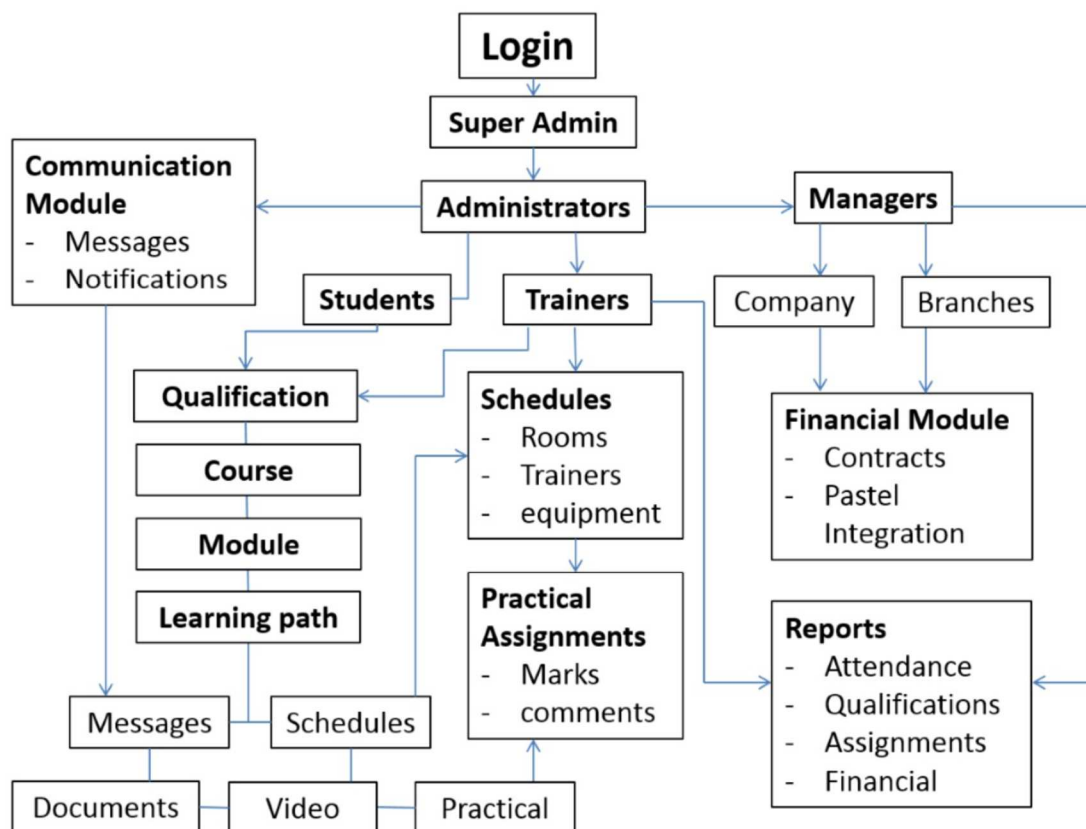 Login
Super Admin
Communication
Module
- Messages
- Notifications
Administrators
Managers
Students
Trainers
Company
Branches
Qualification
Schedules
- Rooms
- Trainers
- equipment
Financial Module
- Contracts
- Pastel
Integration
Course
Module
Learning path
Practical
Assignments
- Marks
- comments
Reports
- Attendance
- Qualifications
- Assignments
- Financial
Messages
Schedules
Documents
Video
Practical